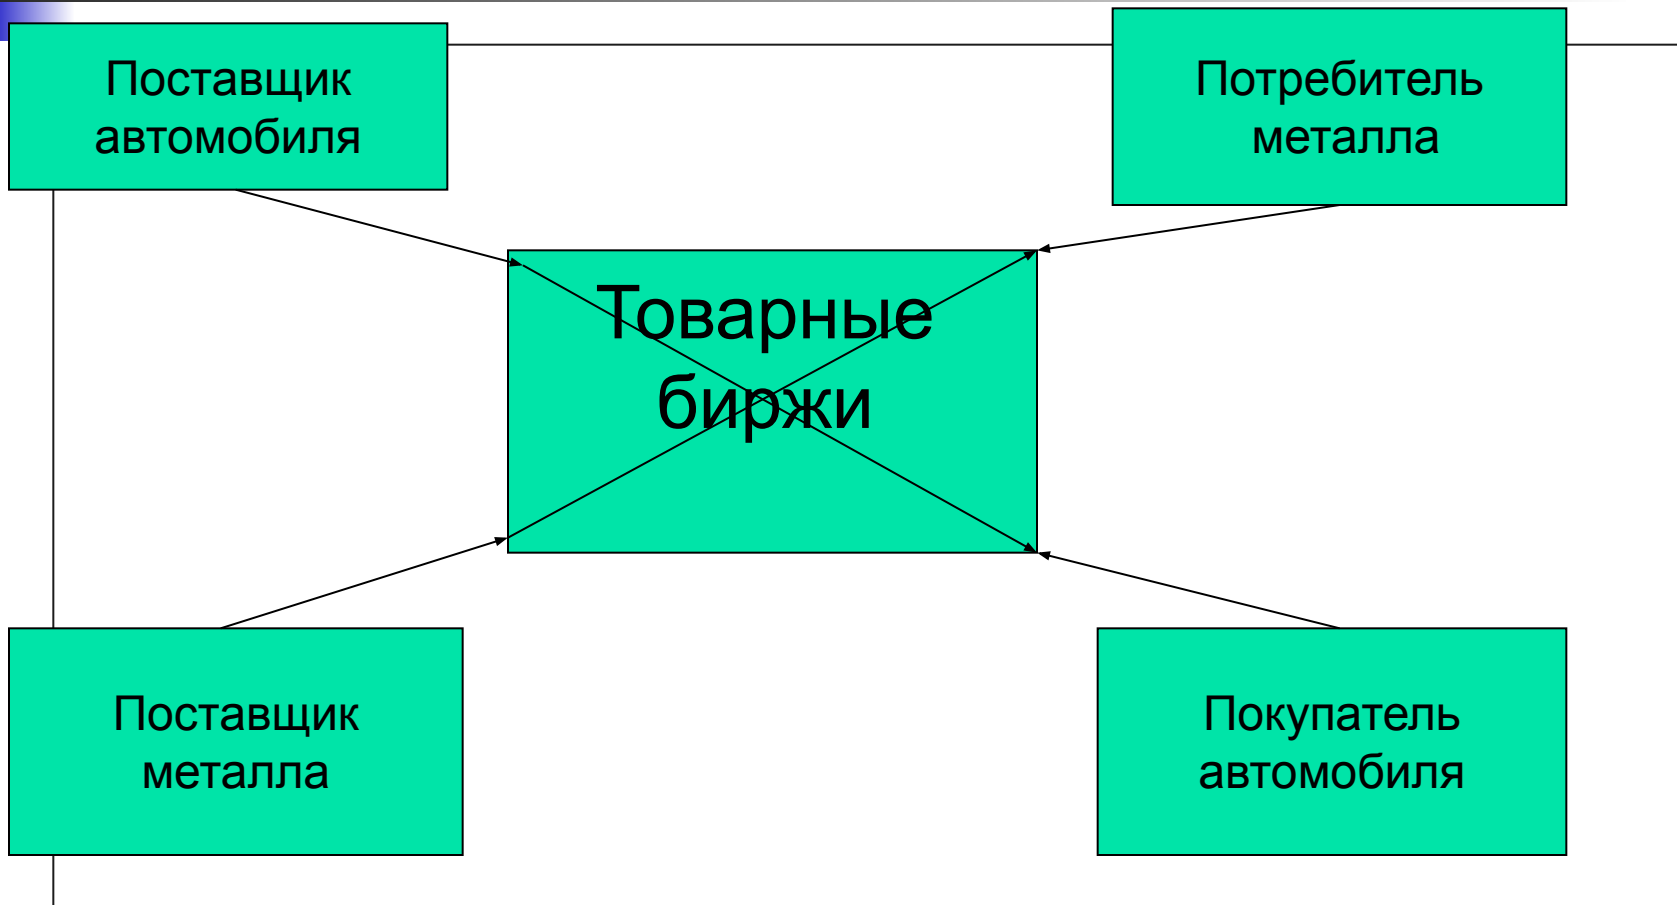 Поставщик
автомобиля
Потребитель
металла
Товарные
биржи
Поставщик
металла
Покупатель
автомобиля